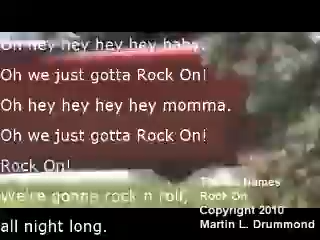 Oh hey hey hey hey baby.
Oh we just gotta Rock On!
Oh hey hey hey hey momma.
Oh we just gotta Rock On!
Rock On!
We're gonna rock n roll,
all night long.
Names
Rock On
Copyright 2010
Martin L. Drummond